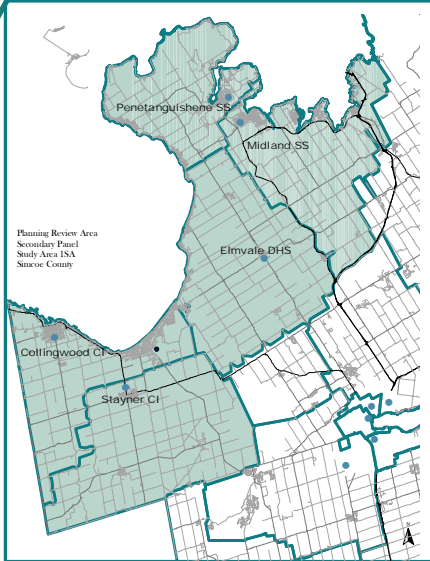 Penetanguishene SS
Midland SS
Planning Review Area
Secondary Panel
Study Area 1SA
Simcoe County
Elmvale DHS
Collingwood CI
Stayner CI
N